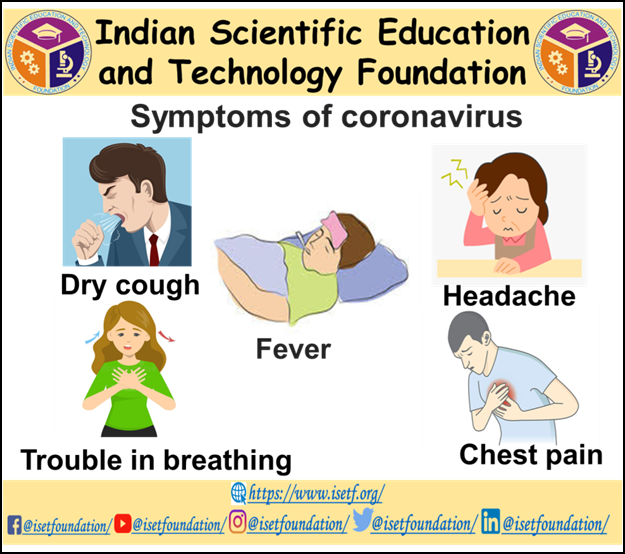 Indian Scientific Education
and Technology Foundation
INDIAN SCIENTIFIC EDUCATION AND TECHNOLOGY
FOUNDATION
INDIAN SCIENTIFIC EDUCATION AND TECHNOLOGY
FOUNDATION
Symptoms of coronavirus
Dry cough
Fever
Headache
Trouble in breathing
Chest pain
https://www.isetf.org/
@isetfoundation/ @isetfoundation/ @isetfoundation/ @isetfoundation/ in @isetfoundation/